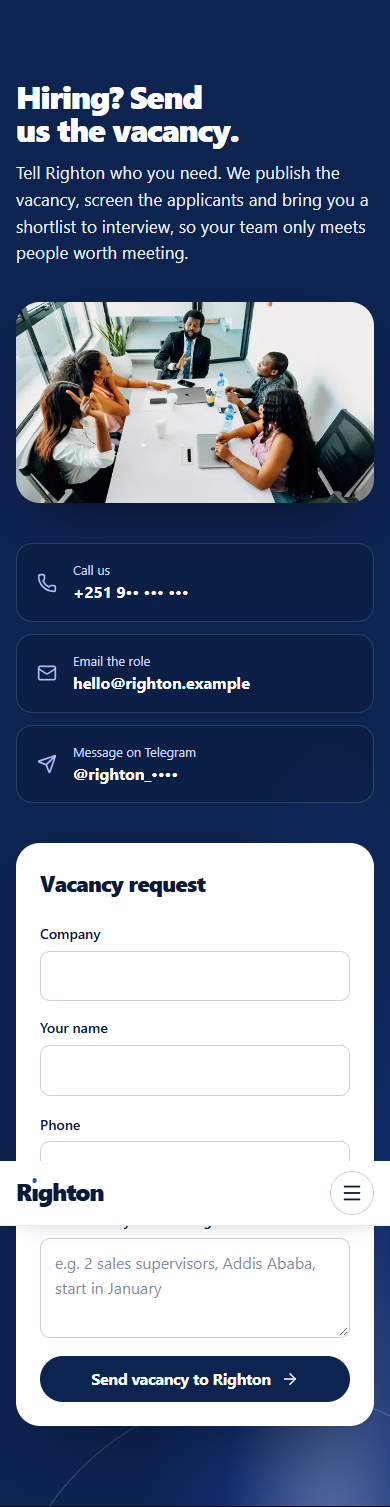 Hiring? Send
us the vacancy.
Tell Righton who you need. We publish the
vacancy, screen the applicants and bring you a
shortlist to interview, so your team only meets
people worth meeting.
Call us
+251 9•• ••• •••
Email the role
hello@righton.example
Message on Telegram
@righton_••••
Vacancy request
Company
Your name
Phone
Righton
e.g. 2 sales supervisors, Addis Ababa,
start in January
Send vacancy to Righton